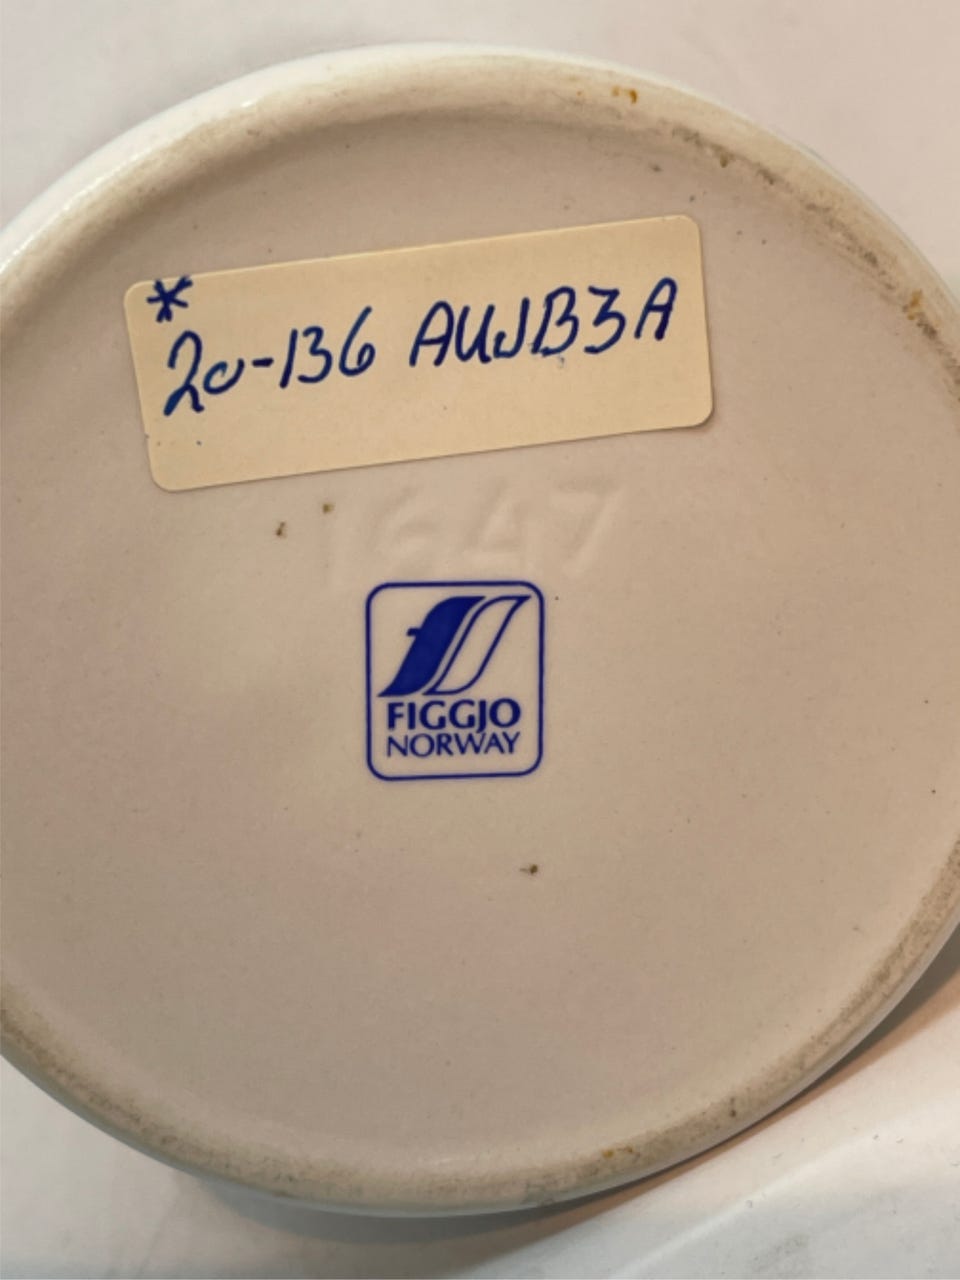 *
20-136 AUJB3A
1647
FIGGJO
NORWAY